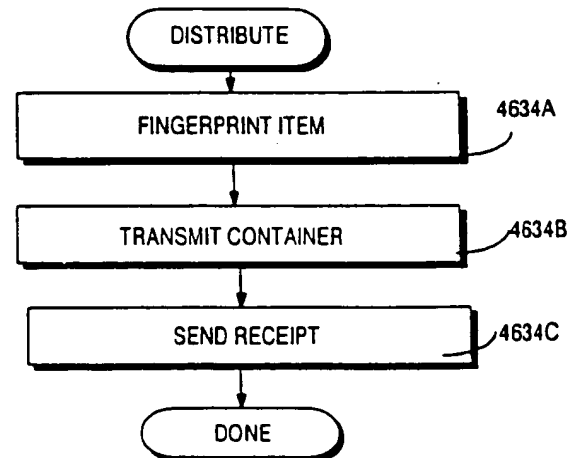 DISTRIBUTE
FINGERPRINT ITEM
4634A
TRANSMIT CONTAINER
4634B
SEND RECEIPT
4634C
DONE